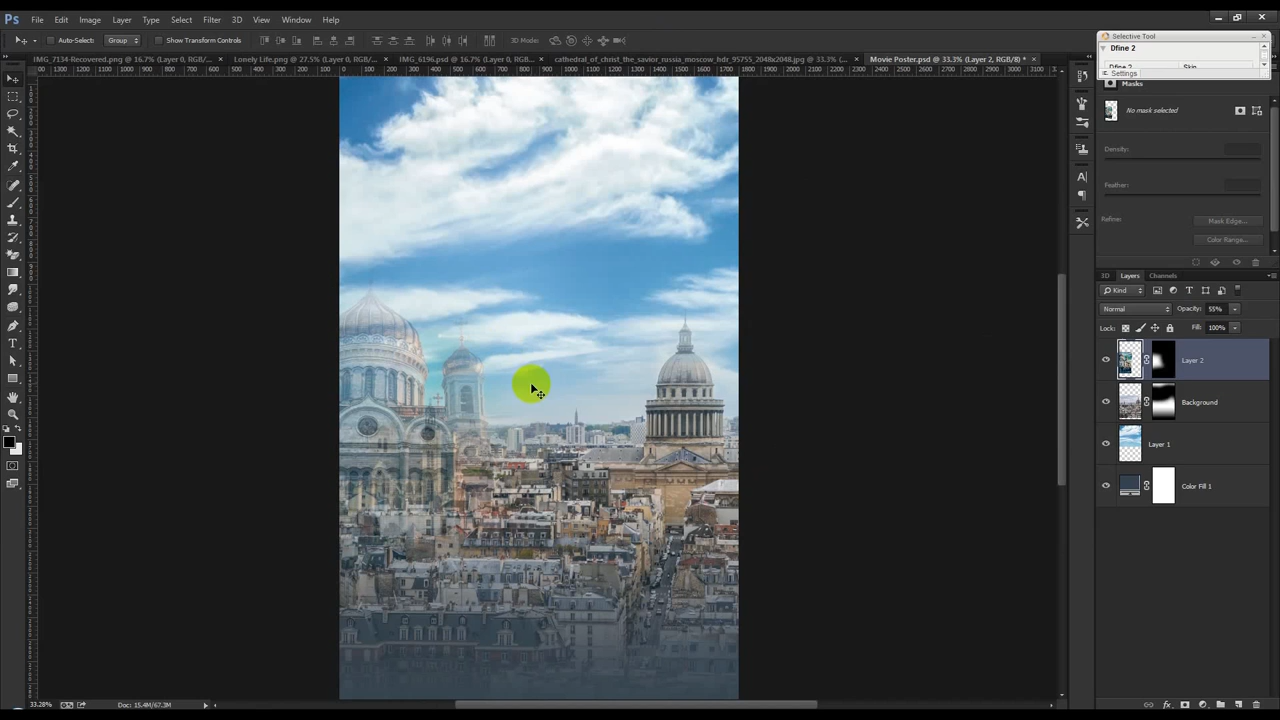 Ps File Edit Image Layer Type Select Filter 3D View Window Help
Auto-Select: Group Show Transform Controls 3D Mode:
IMG_7134-Recovered.png @ 16.7% (Layer 0, RGB/... × Lonely Life.png @ 27.5% (Layer 0, RGB/... × IMG_6196.psd @ 16.7% (Layer 0, RGB... × cathedral_of_christ_the_savior_russia_moscow_hdr_95755_2048x2048.jpg @ 33.3% (... × Movie Poster.psd @ 33.3% (Layer 2, RGB/8) * ×
Selective Tool
Dfine 2
Settings
Masks
No mask selected
Density:
Feather:
Refine: Mask Edge...
Color Range...
3D Layers Channels
Kind
Normal Opacity: 55%
Lock: Fill: 100%
Layer 2
Background
Layer 1
Color Fill 1
33.28% Doc: 15.4M/67.3M